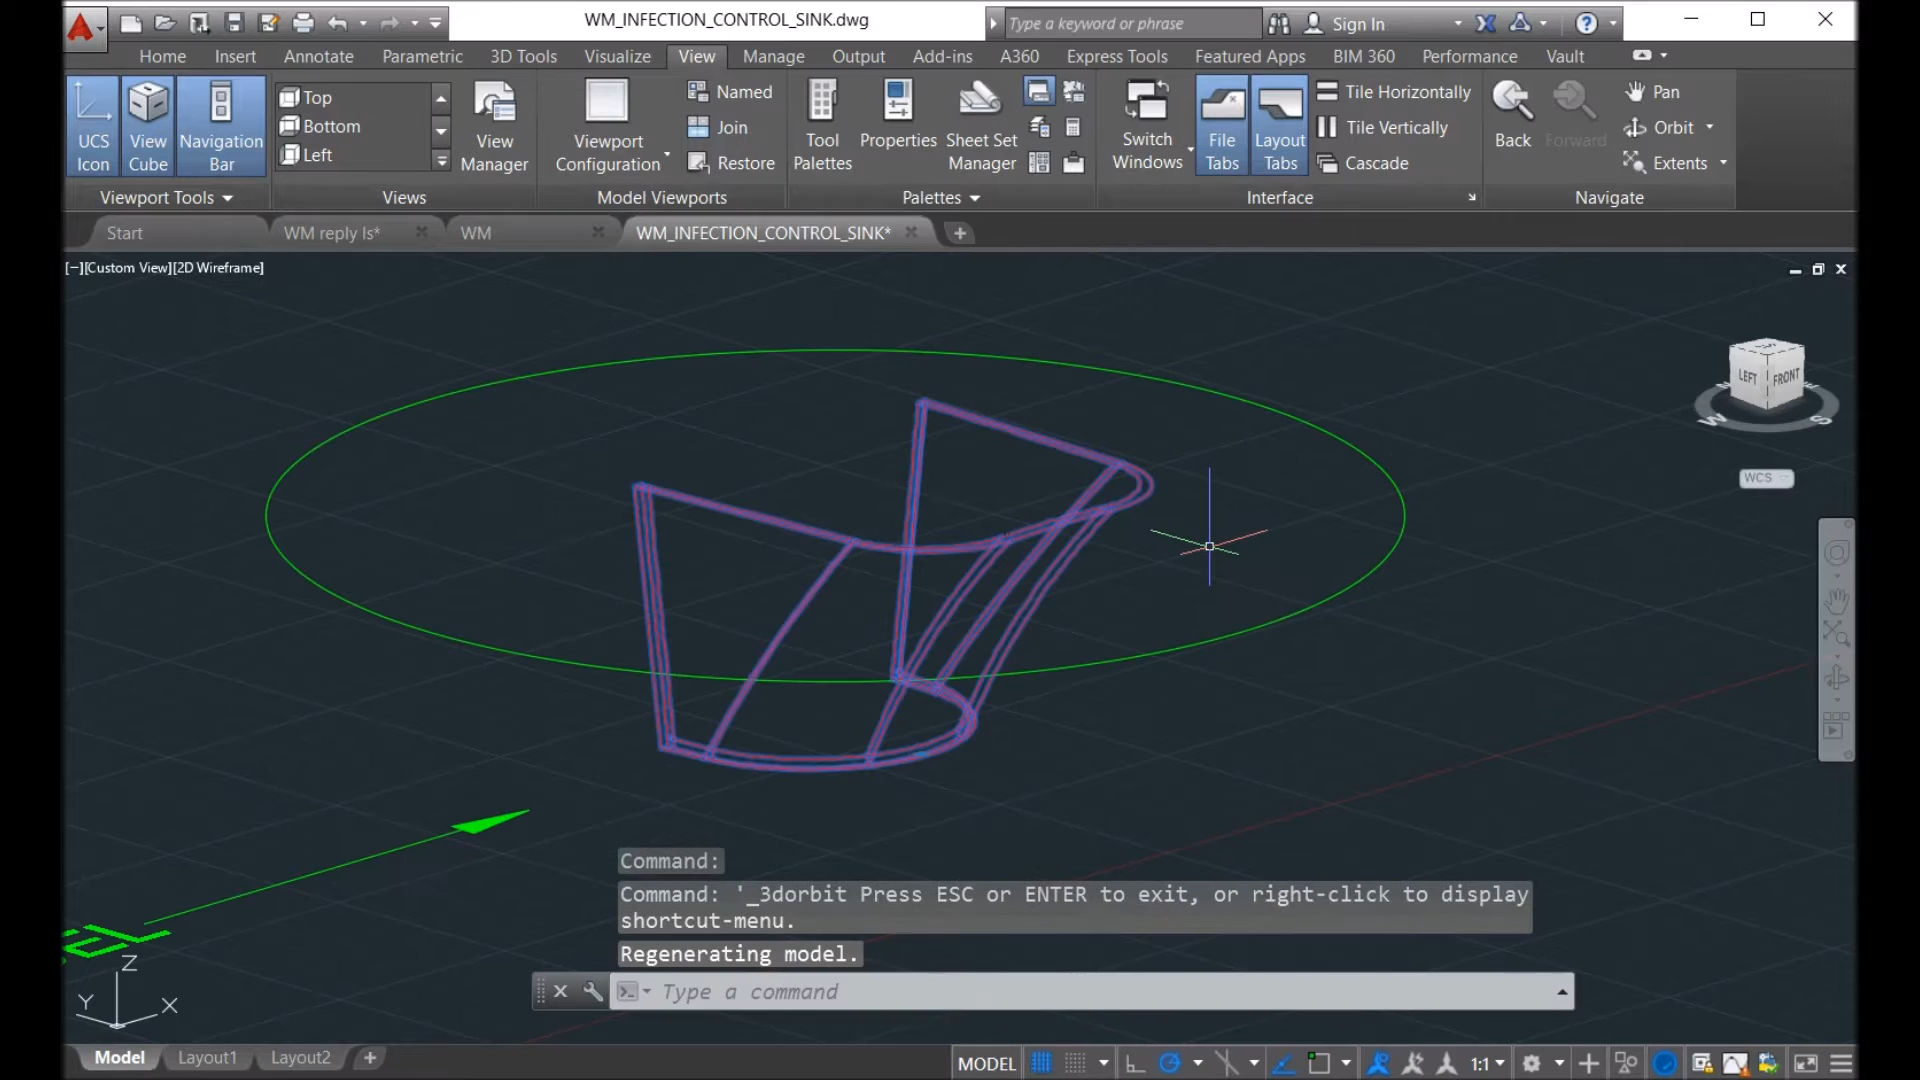 WM_INFECTION_CONTROL_SINK.dwg
Type a keyword or phrase
Sign In
Home Insert Annotate Parametric 3D Tools Visualize View Manage Output Add-ins A360 Express Tools Featured Apps BIM 360 Performance Vault
UCS Icon
View Cube
Navigation Bar
Top
Bottom
Left
View Manager
Viewport Configuration
Named
Join
Restore
Tool Palettes
Properties
Sheet Set Manager
Switch Windows
File Tabs
Layout Tabs
Tile Horizontally
Tile Vertically
Cascade
Back
Forward
Pan
Orbit
Extents
Viewport Tools Views Model Viewports Palettes Interface Navigate
Start WM reply ls* WM WM_INFECTION_CONTROL_SINK*
[−][Custom View][2D Wireframe]
LEFT FRONT
W S
WCS
Command:
Command: '_3dorbit Press ESC or ENTER to exit, or right-click to display
shortcut-menu.
Regenerating model.
Type a command
Z
Y X
Model Layout1 Layout2
MODEL 1:1